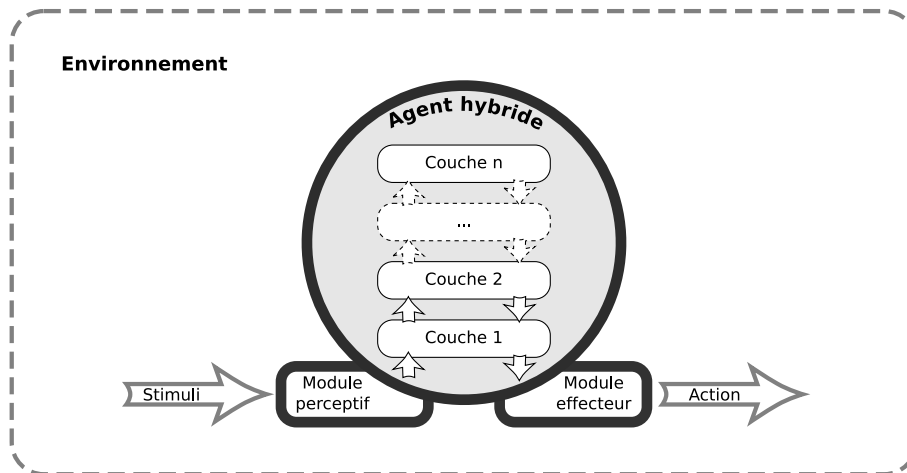 Environnement
Agent hybride
Couche n
...
Couche 2
Couche 1
Stimuli
Module
perceptif
Module
effecteur
Action